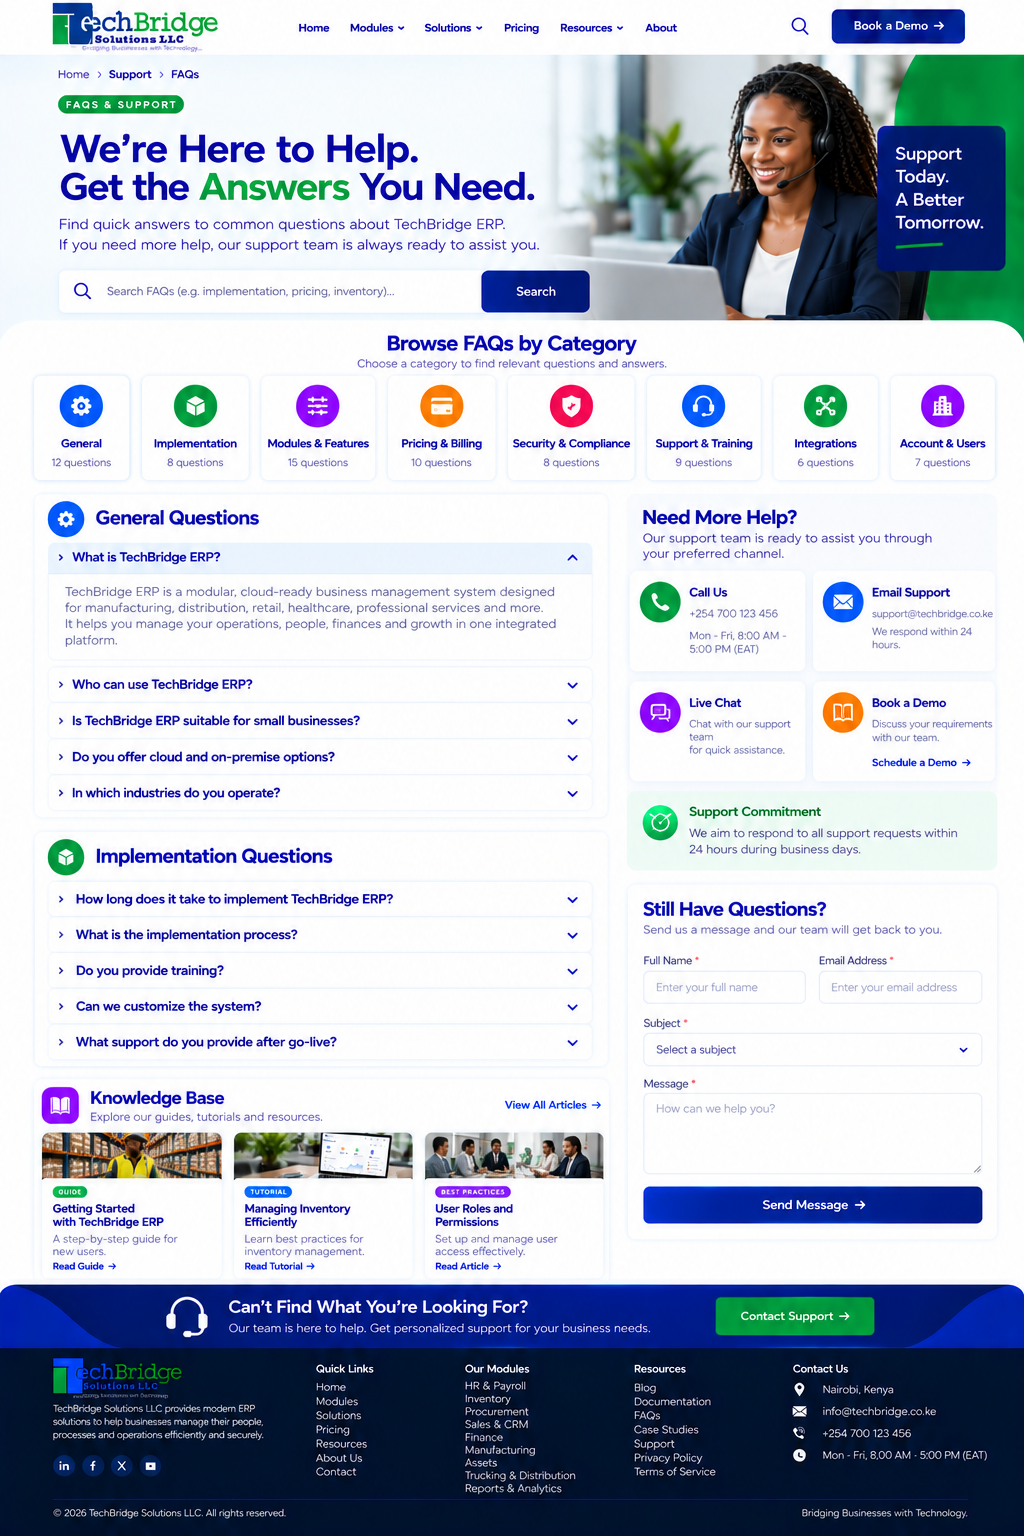 TechBridge
Solutions LLC
Bridging Businesses with Technology...
Home
Modules
Solutions
Pricing
Resources
About
Book a Demo →
Home > Support > FAQs
FAQS & SUPPORT
We're Here to Help.
Get the Answers You Need.
Find quick answers to common questions about TechBridge ERP.
If you need more help, our support team is always ready to assist you.
Search FAQs (e.g. implementation, pricing, inventory)...
Search
Support
Today.
A Better
Tomorrow.
Browse FAQs by Category
Choose a category to find relevant questions and answers.
General
12 questions
Implementation
8 questions
Modules & Features
15 questions
Pricing & Billing
10 questions
Security & Compliance
8 questions
Support & Training
9 questions
Integrations
6 questions
Account & Users
7 questions
General Questions
What is TechBridge ERP?
TechBridge ERP is a modular, cloud-ready business management system designed
for manufacturing, distribution, retail, healthcare, professional services and more.
It helps you manage your operations, people, finances and growth in one integrated
platform.
Who can use TechBridge ERP?
Is TechBridge ERP suitable for small businesses?
Do you offer cloud and on-premise options?
In which industries do you operate?
Implementation Questions
How long does it take to implement TechBridge ERP?
What is the implementation process?
Do you provide training?
Can we customize the system?
What support do you provide after go-live?
Knowledge Base
Explore our guides, tutorials and resources.
View All Articles →
GUIDE
Getting Started
with TechBridge ERP
A step-by-step guide for
new users.
Read Guide →
TUTORIAL
Managing Inventory
Efficiently
Learn best practices for
inventory management.
Read Tutorial →
BEST PRACTICES
User Roles and
Permissions
Set up and manage user
access effectively.
Read Article →
Need More Help?
Our support team is ready to assist you through
your preferred channel.
Call Us
+254 700 123 456
Mon - Fri, 8:00 AM -
5:00 PM (EAT)
Email Support
support@techbridge.co.ke
We respond within 24
hours.
Live Chat
Chat with our support
team
for quick assistance.
Book a Demo
Discuss your requirements
with our team.
Schedule a Demo →
Support Commitment
We aim to respond to all support requests within
24 hours during business days.
Still Have Questions?
Send us a message and our team will get back to you.
Full Name *
Enter your full name
Email Address *
Enter your email address
Subject *
Select a subject
Message *
How can we help you?
Send Message →
Can't Find What You're Looking For?
Our team is here to help. Get personalized support for your business needs.
Contact Support →
TechBridge
Solutions LLC
TechBridge Solutions LLC provides modern ERP
solutions to help businesses manage their people,
processes and operations efficiently and securely.
Quick Links
Home
Modules
Solutions
Pricing
Resources
About Us
Contact
Our Modules
HR & Payroll
Inventory
Procurement
Sales & CRM
Finance
Manufacturing
Assets
Trucking & Distribution
Reports & Analytics
Resources
Blog
Documentation
FAQs
Case Studies
Support
Privacy Policy
Terms of Service
Contact Us
Nairobi, Kenya
info@techbridge.co.ke
+254 700 123 456
Mon - Fri, 8,00 AM - 5:00 PM (EAT)
© 2026 TechBridge Solutions LLC. All rights reserved.
Bridging Businesses with Technology.